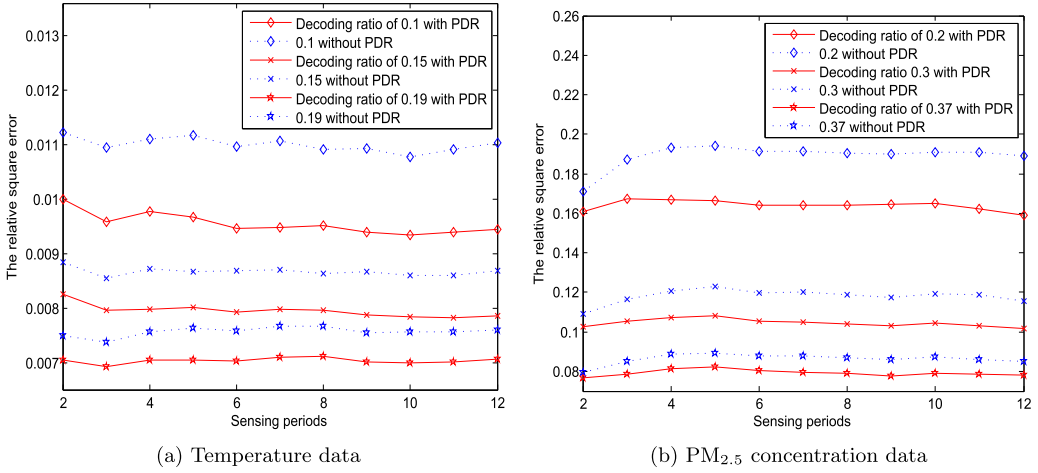 0.013
0.012
0.011
0.01
0.009
0.008
0.007
The relative square error
2 4 6 8 10 12
Sensing periods
Decoding ratio of 0.1 with PDR
0.1 without PDR
Decoding ratio of 0.15 with PDR
0.15 without PDR
Decoding ratio of 0.19 with PDR
0.19 without PDR
(a) Temperature data
0.26
0.24
0.22
0.2
0.18
0.16
0.14
0.12
0.1
0.08
The relative square error
2 4 6 8 10 12
Sensing periods
Decoding ratio of 0.2 with PDR
0.2 without PDR
Decoding ratio 0.3 with PDR
0.3 without PDR
Decoding ratio of 0.37 with PDR
0.37 without PDR
(b) PM2.5 concentration data